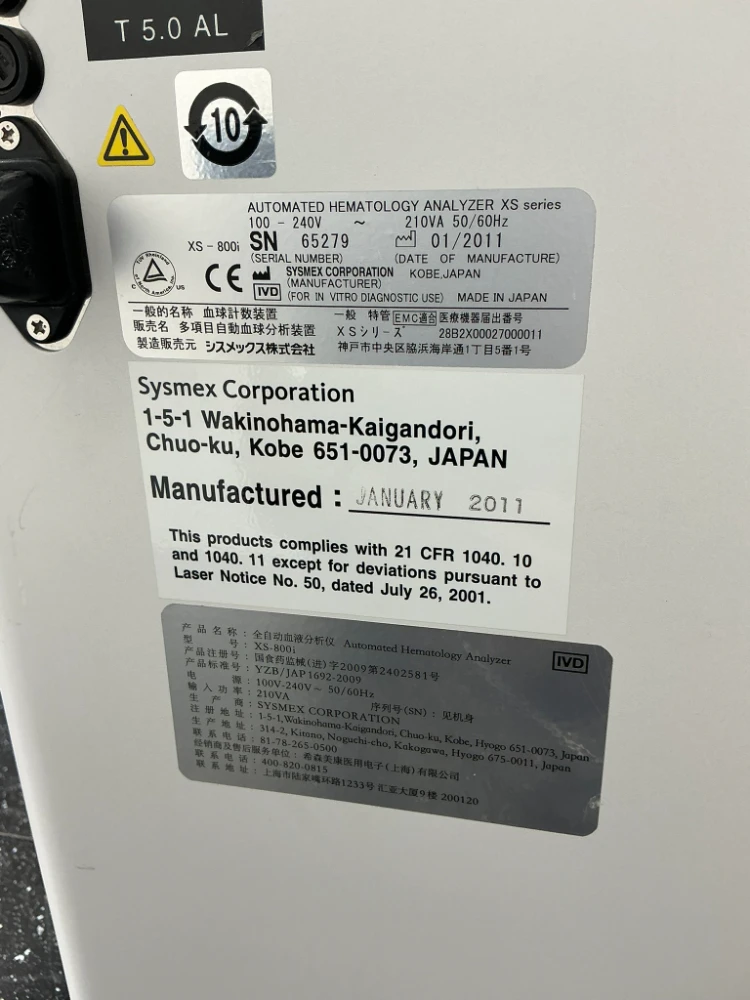 T 5.0 AL
10
AUTOMATED HEMATOLOGY ANALYZER XS series
100 - 240V ~ 210VA 50/60Hz
XS-800i SN 65279 01/2011
(SERIAL NUMBER) (DATE OF MANUFACTURE)
CE SYSMEX CORPORATION KOBE,JAPAN
(MANUFACTURER)
IVD (FOR IN VITRO DIAGNOSTIC USE) MADE IN JAPAN
TÜV Rheinland of North America, Inc.
C US
一般的名称 血球計数装置 一般 特管 EMC適合 医療機器届出番号
販売名 多項目自動血球分析装置 XSシリーズ 28B2X00027000011
製造販売元 シスメックス株式会社 神戸市中央区脇浜海岸通1丁目5番1号
Sysmex Corporation
1-5-1 Wakinohama-Kaigandori,
Chuo-ku, Kobe 651-0073, JAPAN
Manufactured : JANUARY 2011
This products complies with 21 CFR 1040. 10
and 1040. 11 except for deviations pursuant to
Laser Notice No. 50, dated July 26, 2001.
产品名称: 全自动血液分析仪 Automated Hematology Analyzer IVD
型号: XS-800i
产品注册号: 国食药监械(进)字2009第2402581号
产品标准号: YZB/JAP 1692-2009
电源: 100V-240V~ 50/60Hz
输入功率: 210VA 序列号(SN): 见机身
生产商: SYSMEX CORPORATION
注册地址: 1-5-1,Wakinohama-Kaigandori, Chuo-ku, Kobe, Hyogo 651-0073, Japan
生产地址: 314-2, Kitano, Noguchi-cho, Kakogawa, Hyogo 675-0011, Japan
联系电话: 81-78-265-0500
经销商及售后服务单位: 希森美康医用电子(上海)有限公司
联系电话: 400-820-0815
联系地址: 上海市陆家嘴环路1233号 汇亚大厦9楼 200120